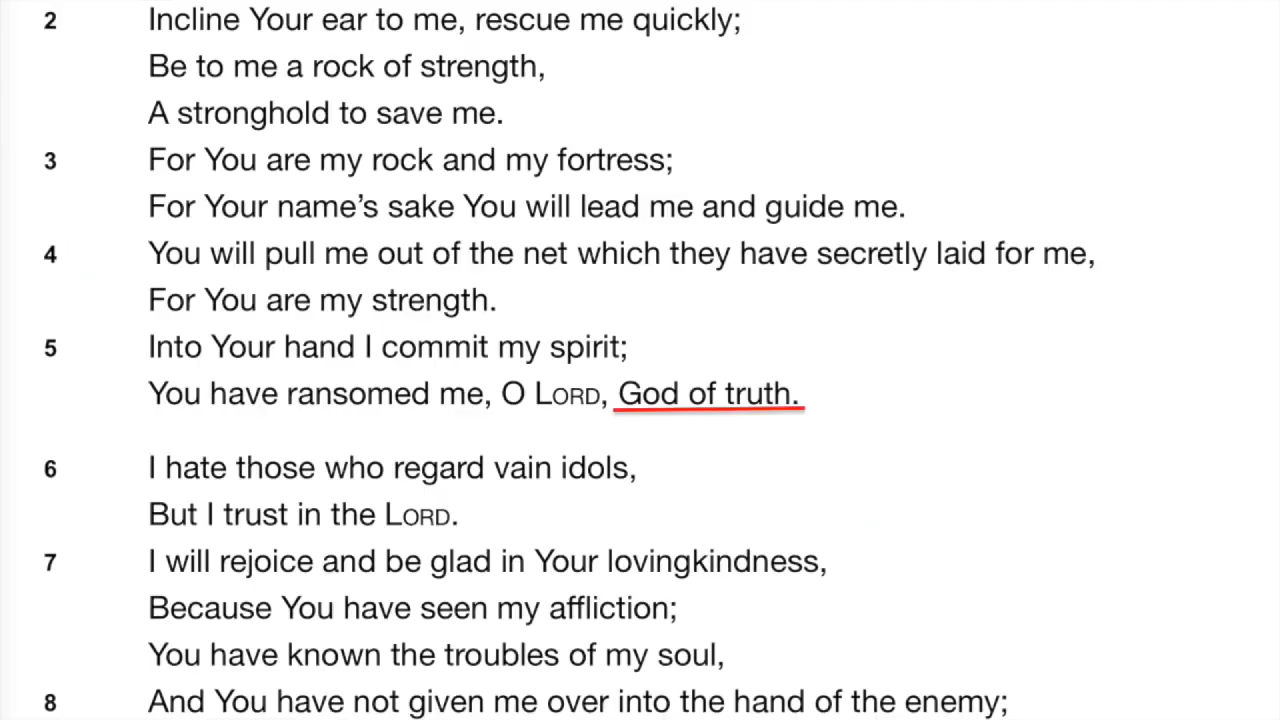 2 Incline Your ear to me, rescue me quickly;
Be to me a rock of strength,
A stronghold to save me.
3 For You are my rock and my fortress;
For Your name’s sake You will lead me and guide me.
4 You will pull me out of the net which they have secretly laid for me,
For You are my strength.
5 Into Your hand I commit my spirit;
You have ransomed me, O LORD, God of truth.
6 I hate those who regard vain idols,
But I trust in the LORD.
7 I will rejoice and be glad in Your lovingkindness,
Because You have seen my affliction;
You have known the troubles of my soul,
8 And You have not given me over into the hand of the enemy;